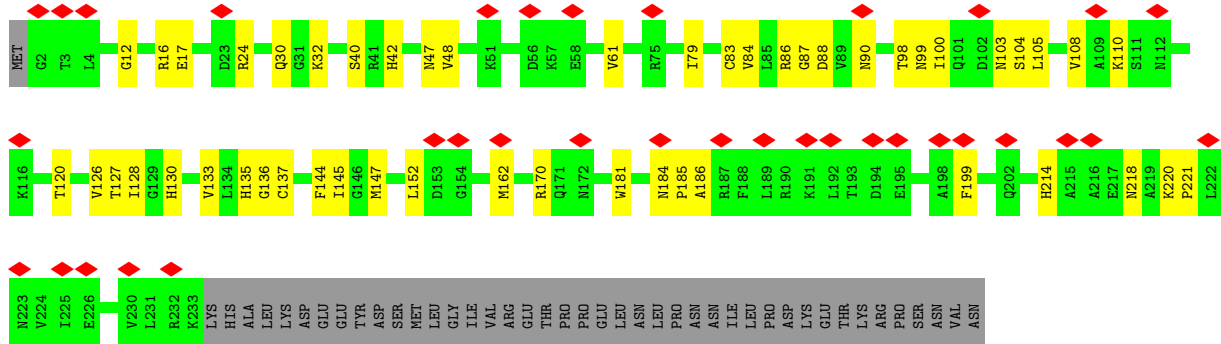 MET G2 T3 L4 G12 R16 E17 D23 R24 Q30 G31 K32 S40 R41 H42 N47 V48 K51 D56 K57 E58 V61 R75 I79 C83 V84 L85 R86 G87 D88 V89 N90 T98 N99 I100 Q101 D102 N103 S104 L105 V108 A109 K110 S111 N112
K116 T120 V126 T127 I128 G129 H130 V133 L134 H135 G136 C137 F144 I145 G146 M147 L152 D153 G154 M162 R170 Q171 N172 W181 N184 P185 A186 R187 F188 L189 R190 K191 L192 T193 D194 E195 A198 F199 Q202 H214 A215 A216 E217 N218 A219 K220 P221 L222
N223 V224 I225 E226 V230 L231 R232 K233 LYS HIS ALA LEU LYS ASP GLU GLU TYR ASP SER MET LEU GLY ILE VAL ARG GLU THR PRO PRO GLU LEU ASN LEU PRO ASN ASN ILE LEU PRO ASP LYS GLU THR LYS ARG PRO SER ASN VAL ASN